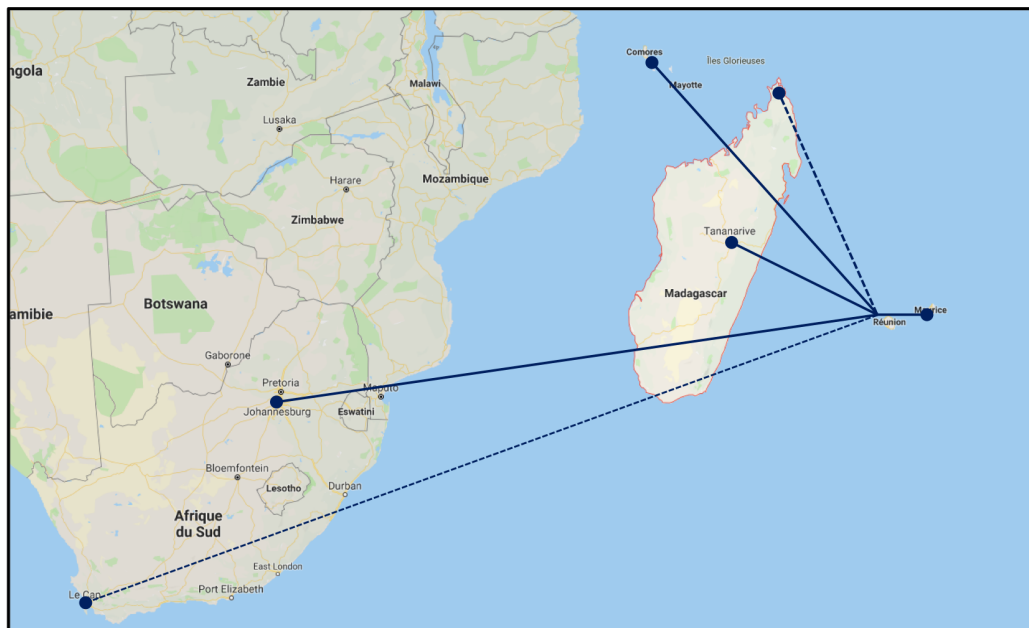 Comores
Îles Glorieuses
ngola
Zambie
Malawi
Mayotte
Lusaka
Mozambique
Harare
Zimbabwe
Tananarive
Madagascar
Botswana
amibie
Maurice
Réunion
Gaborone
Pretoria
Maputo
Johannesburg
Eswatini
Bloemfontein
Lesotho
Durban
Afrique
du Sud
East London
Port Elizabeth
Le Cap